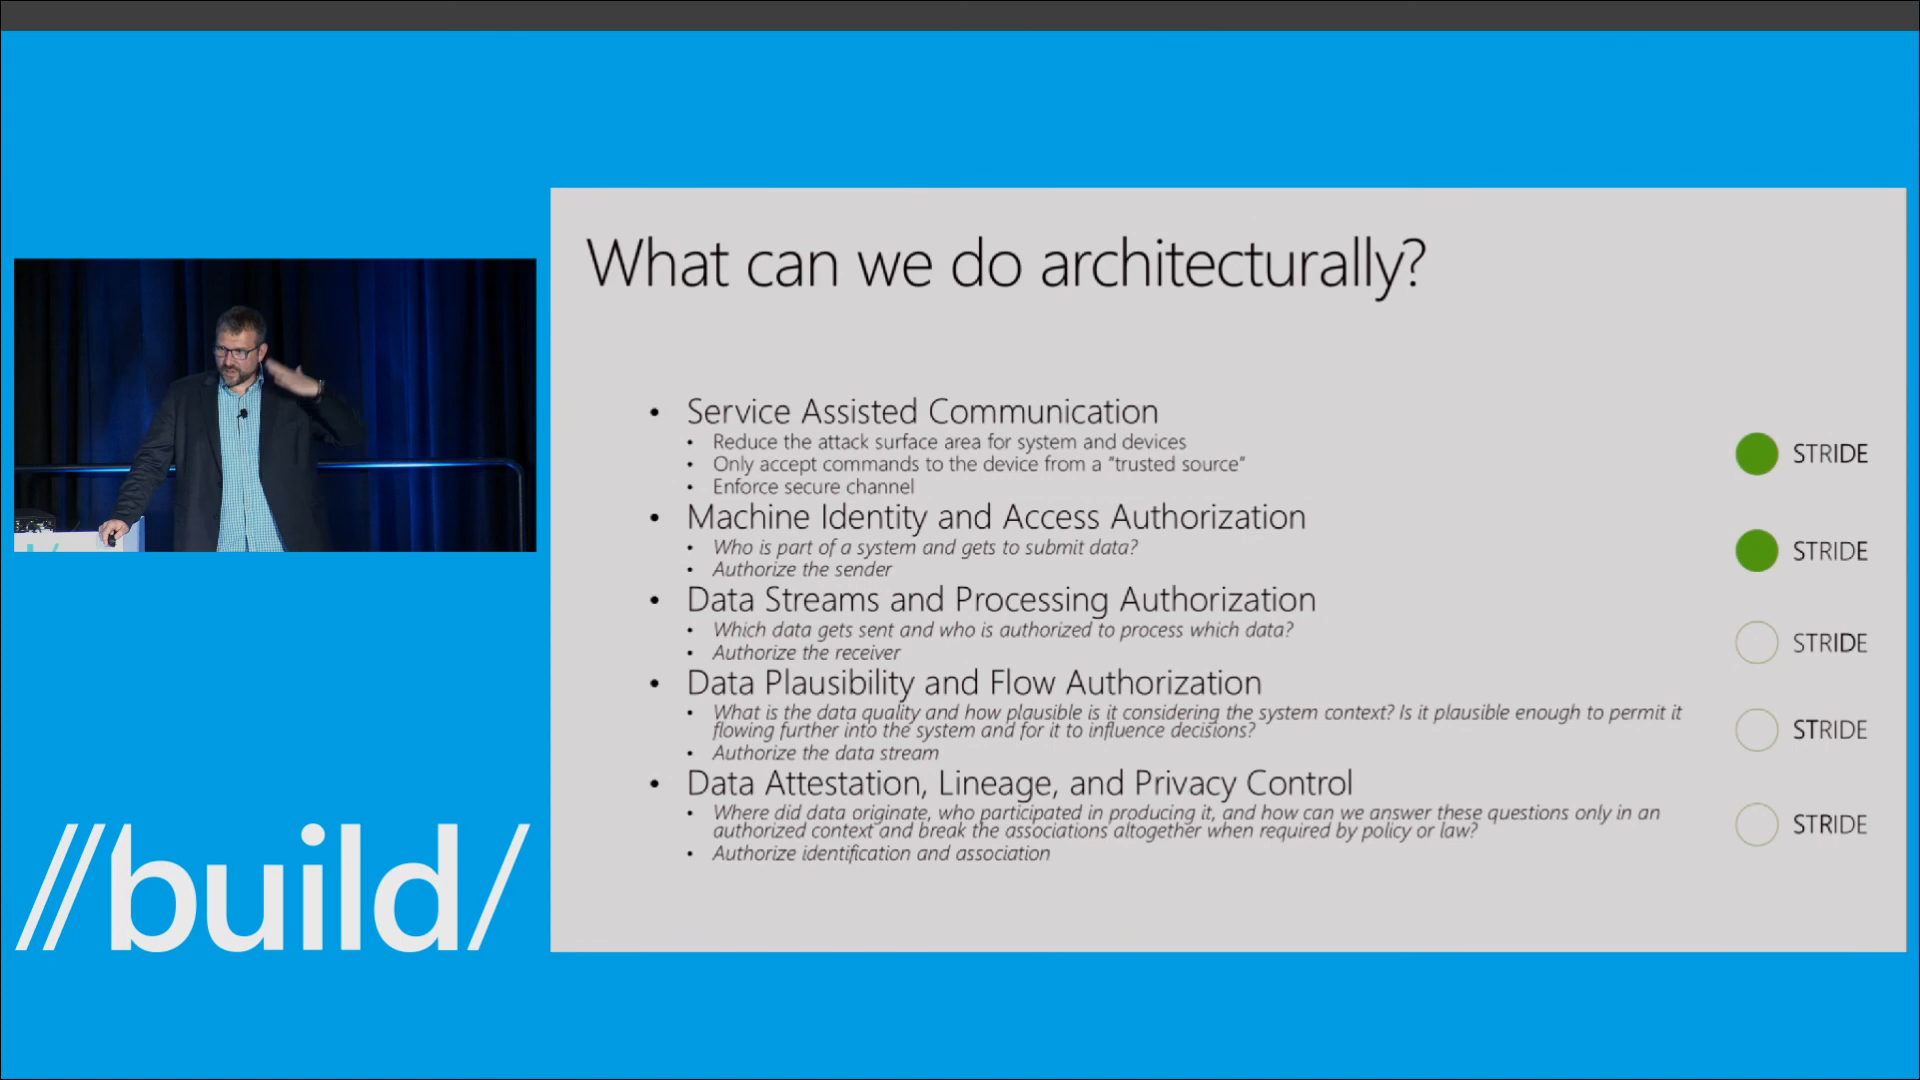 What can we do architecturally?
• Service Assisted Communication
• Reduce the attack surface area for system and devices
• Only accept commands to the device from a “trusted source”
• Enforce secure channel
STRIDE
• Machine Identity and Access Authorization
• Who is part of a system and gets to submit data?
• Authorize the sender
STRIDE
• Data Streams and Processing Authorization
• Which data gets sent and who is authorized to process which data?
• Authorize the receiver
STRIDE
• Data Plausibility and Flow Authorization
• What is the data quality and how plausible is it considering the system context? Is it plausible enough to permit it
flowing further into the system and for it to influence decisions?
• Authorize the data stream
STRIDE
• Data Attestation, Lineage, and Privacy Control
• Where did data originate, who participated in producing it, and how can we answer these questions only in an
authorized context and break the associations altogether when required by policy or law?
• Authorize identification and association
STRIDE
//build/